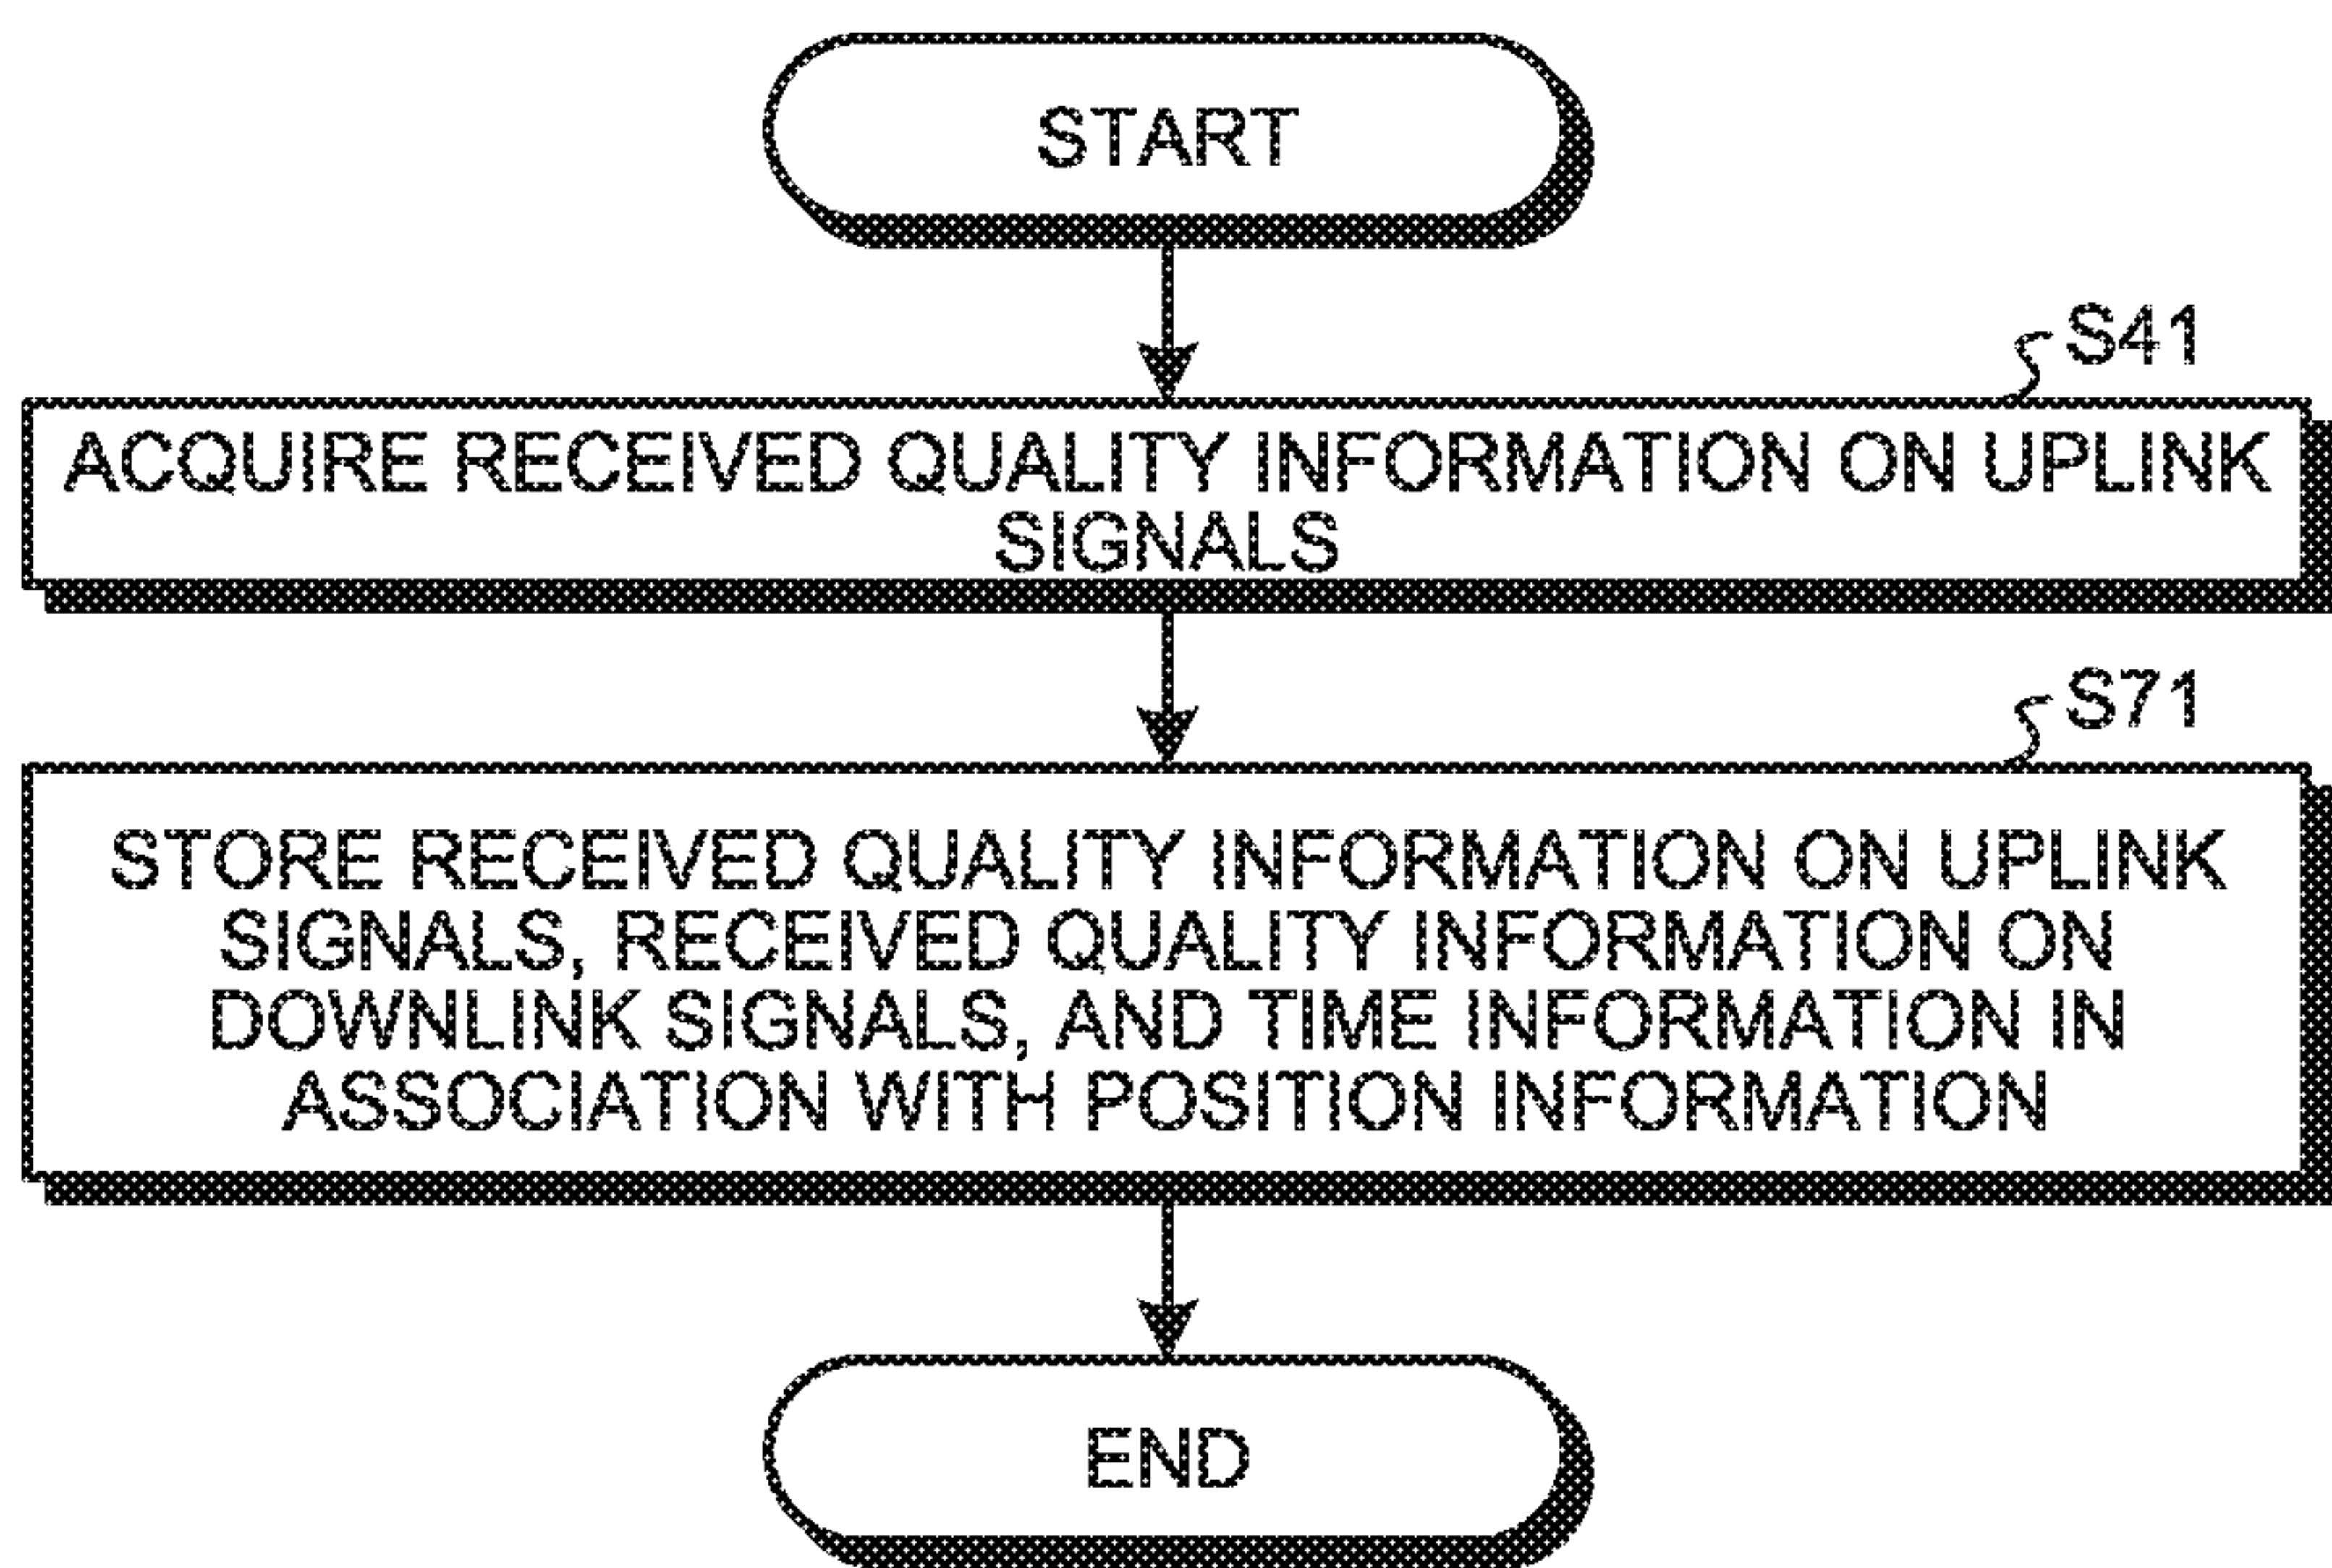 START
S41
ACQUIRE RECEIVED QUALITY INFORMATION ON UPLINK
SIGNALS
S71
STORE RECEIVED QUALITY INFORMATION ON UPLINK
SIGNALS, RECEIVED QUALITY INFORMATION ON
DOWNLINK SIGNALS, AND TIME INFORMATION IN
ASSOCIATION WITH POSITION INFORMATION
END